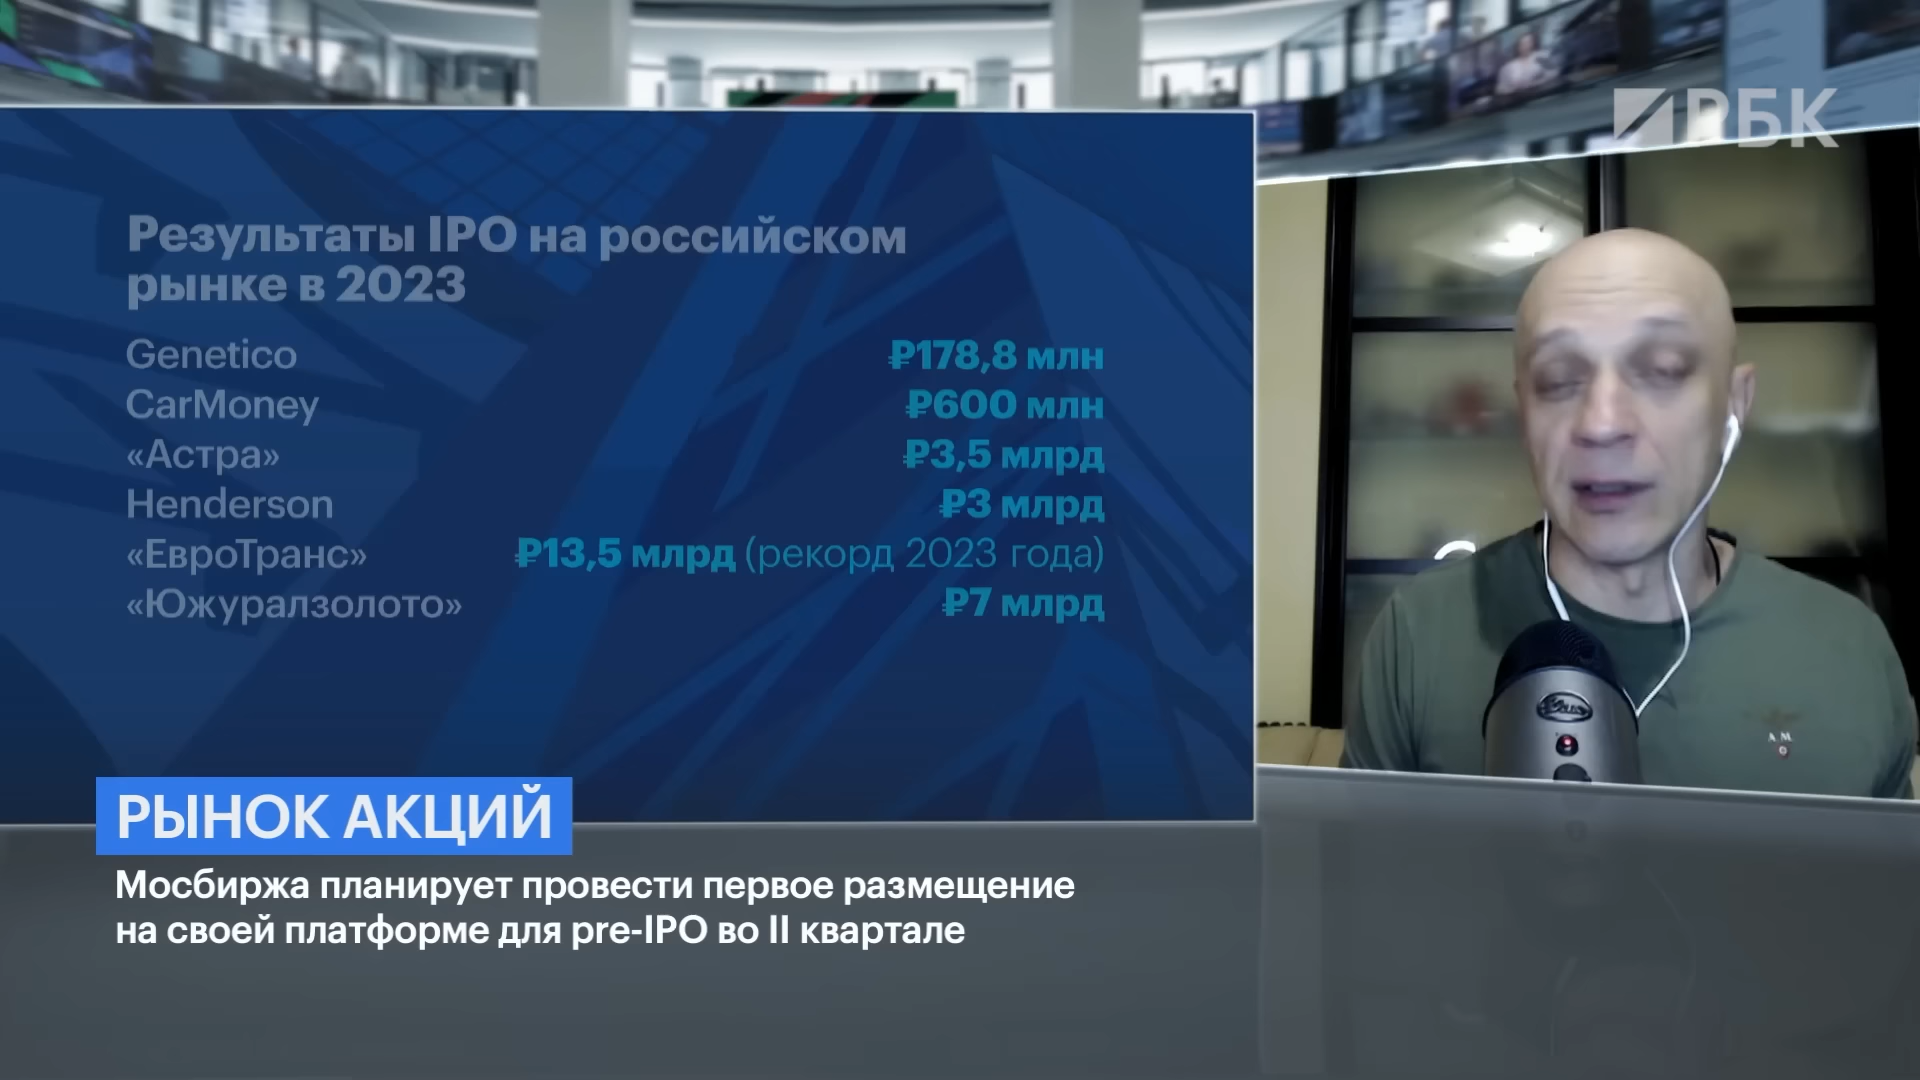 РБК
Результаты IPO на российском
рынке в 2023
Genetico ₽178,8 млн
CarMoney ₽600 млн
«Астра» ₽3,5 млрд
Henderson ₽3 млрд
«ЕвроТранс» ₽13,5 млрд (рекорд 2023 года)
«Южуралзолото» ₽7 млрд
A M
РЫНОК АКЦИЙ
Мосбиржа планирует провести первое размещение
на своей платформе для pre-IPO во II квартале